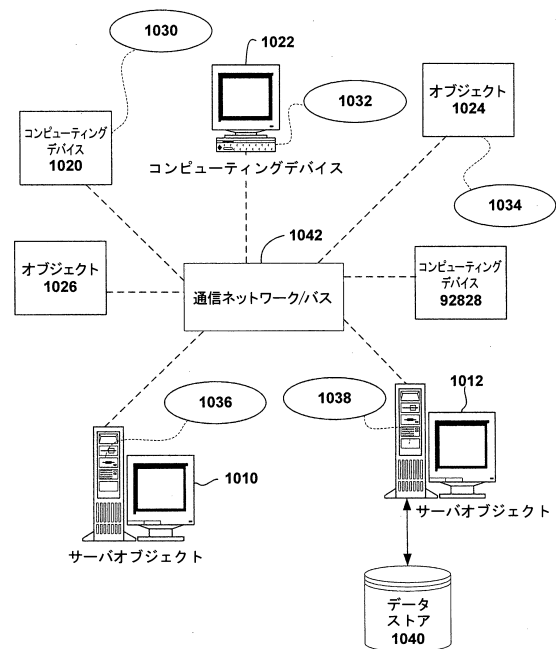 1030
1022
1032
オブジェクト
1024
コンピューティング
デバイス
1020
コンピューティングデバイス
1034
1042
オブジェクト
1026
通信ネットワーク/バス
コンピューティング
デバイス
92828
1036
1038
1012
1010
サーバオブジェクト
サーバオブジェクト
データ
ストア
1040